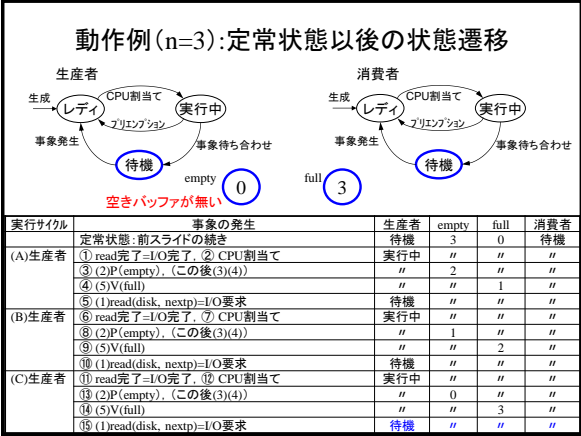 動作例(n=3):定常状態以後の状態遷移
生産者
消費者
生成
レディ
CPU割当て
プリエンプション
実行中
事象発生
事象待ち合わせ
待機
生成
レディ
CPU割当て
プリエンプション
実行中
事象発生
事象待ち合わせ
待機
empty
0
full
3
空きバッファが無い
実行サイクル 事象の発生 生産者 empty full 消費者
定常状態:前スライドの続き 待機 3 0 待機
(A)生産者 ① read完了=I/O完了, ② CPU割当て 実行中 〃 〃 〃
③ (2)P(empty), (この後(3)(4)) 〃 2 〃 〃
④ (5)V(full) 〃 〃 1 〃
⑤ (1)read(disk, nextp)=I/O要求 待機 〃 〃 〃
(B)生産者 ⑥ read完了=I/O完了, ⑦ CPU割当て 実行中 〃 〃 〃
⑧ (2)P(empty), (この後(3)(4)) 〃 1 〃 〃
⑨ (5)V(full) 〃 〃 2 〃
⑩ (1)read(disk, nextp)=I/O要求 待機 〃 〃 〃
(C)生産者 ⑪ read完了=I/O完了, ⑫ CPU割当て 実行中 〃 〃 〃
⑬ (2)P(empty), (この後(3)(4)) 〃 0 〃 〃
⑭ (5)V(full) 〃 〃 3 〃
⑮ (1)read(disk, nextp)=I/O要求 待機 〃 〃 〃